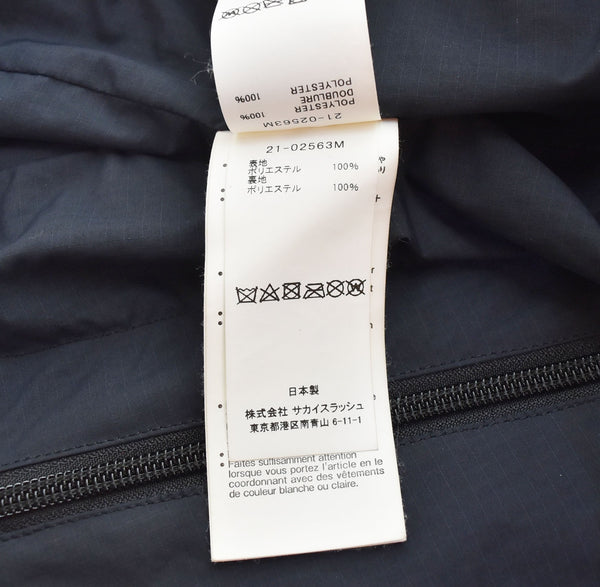 POLYESTER 100%
DOUBLURE
POLYESTER 100%
21-02563M
21-02563M
表地
ポリエステル 100%
裏地
ポリエステル 100%
日本製
株式会社 サカイスラッシュ
東京都港区南青山 6-11-1
Faites suffisamment attention
lorsque vous portez l'article en le
coordonnant avec des vêtements
de couleur blanche ou claire.